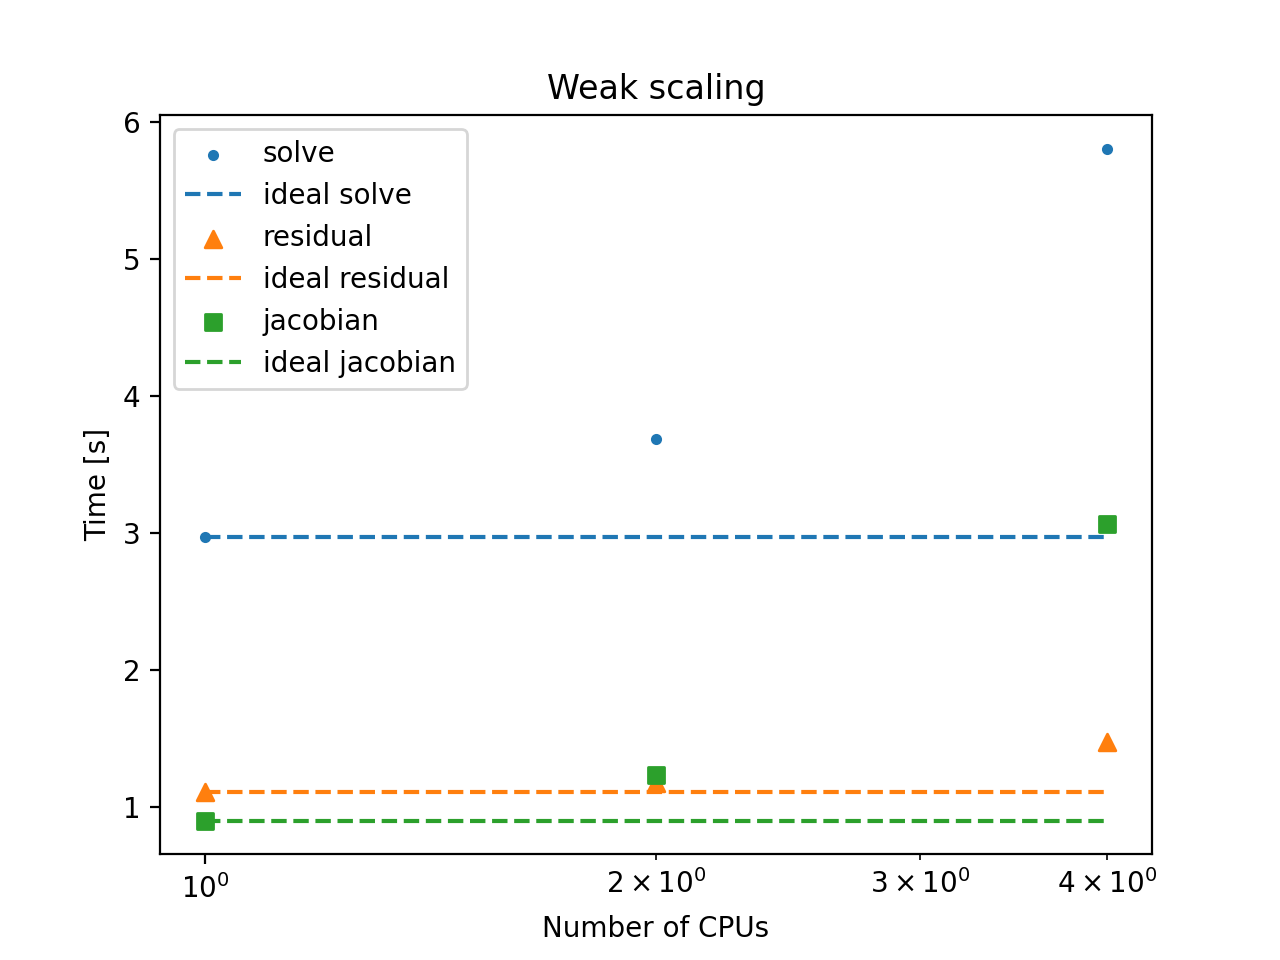 Weak scaling
6
5
4
3
2
1
Time [s]
solve
ideal solve
residual
ideal residual
jacobian
ideal jacobian
10⁰
2 × 10⁰
3 × 10⁰
4 × 10⁰
Number of CPUs